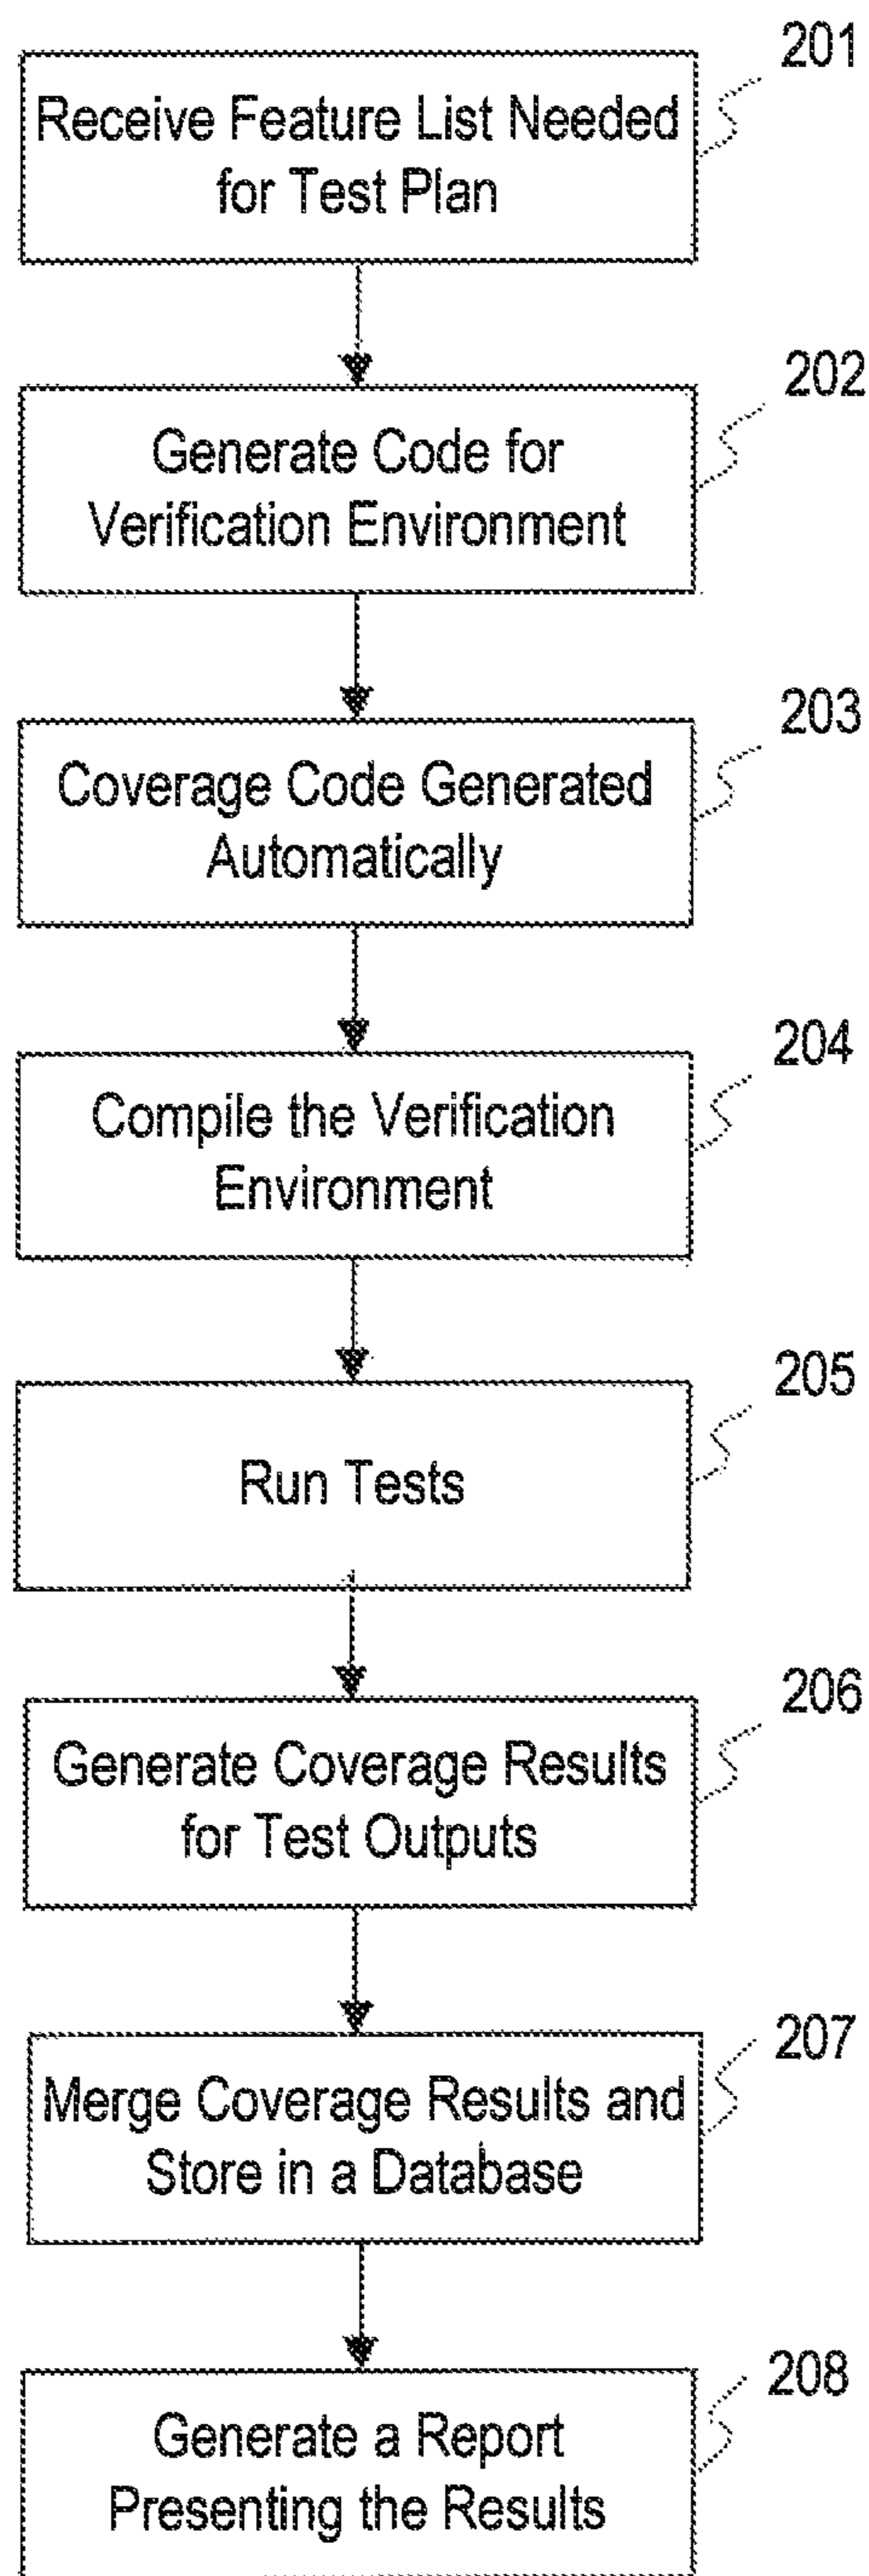 201
Receive Feature List Needed
for Test Plan
202
Generate Code for
Verification Environment
203
Coverage Code Generated
Automatically
204
Compile the Verification
Environment
205
Run Tests
206
Generate Coverage Results
for Test Outputs
207
Merge Coverage Results and
Store in a Database
208
Generate a Report
Presenting the Results